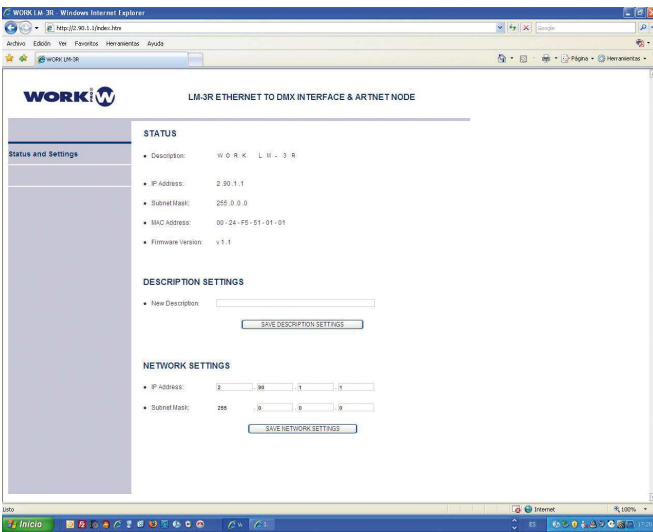 WORK LM-3R - Windows Internet Explorer
http://2.90.1.1/index.htm
Google
Archivo Edición Ver Favoritos Herramientas Ayuda
WORK LM-3R
Página Herramientas
WORK PRO W
LM-3R ETHERNET TO DMX INTERFACE & ARTNET NODE
Status and Settings
STATUS
Description: WORK LM-3R
IP Address: 2.90.1.1
Subnet Mask: 255.0.0.0
MAC Address: 00-24-F5-51-01-01
Firmware Version: v1.1
DESCRIPTION SETTINGS
New Description:
SAVE DESCRIPTION SETTINGS
NETWORK SETTINGS
IP Address: 2 . 90 . 1 . 1
Subnet Mask: 255 . 0 . 0 . 0
SAVE NETWORK SETTINGS
Listo
Internet
100%
Inicio
ES